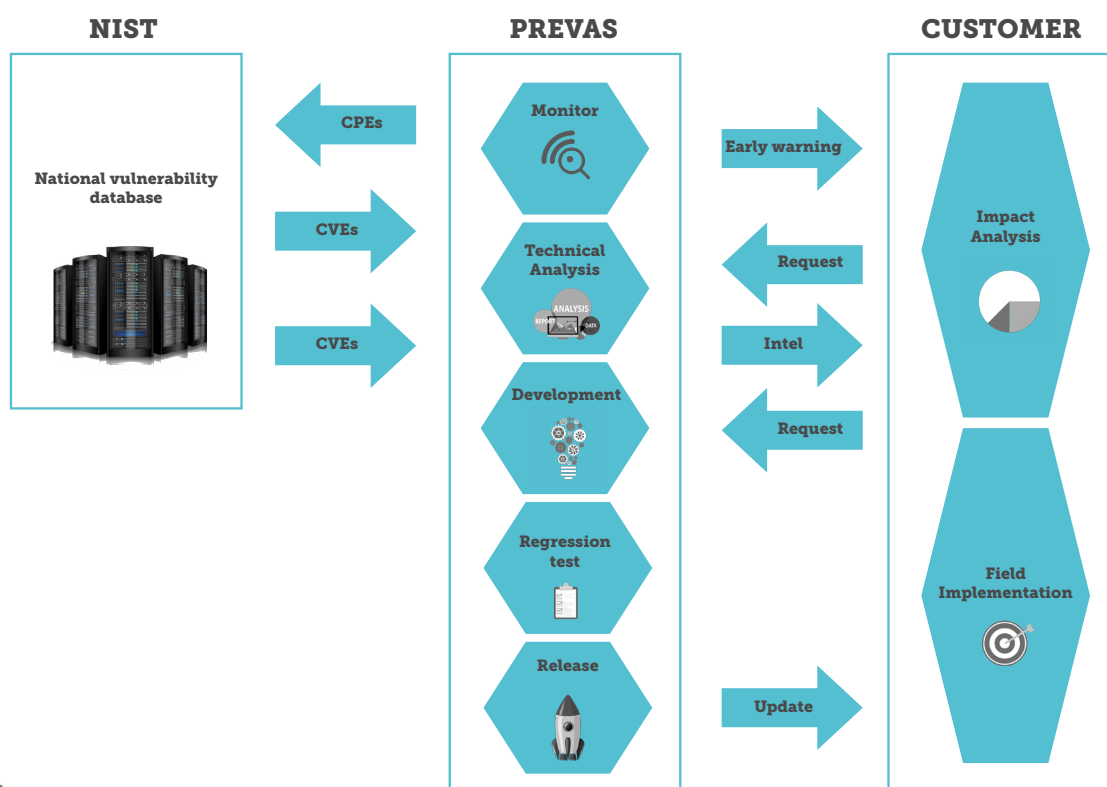 NIST
PREVAS
CUSTOMER
National vulnerability
database
CPEs
CVEs
CVEs
Monitor
Technical
Analysis
ANALYSIS
REPORT
DATA
Development
Regression
test
Release
Early warning
Request
Intel
Request
Update
Impact
Analysis
Field
Implementation